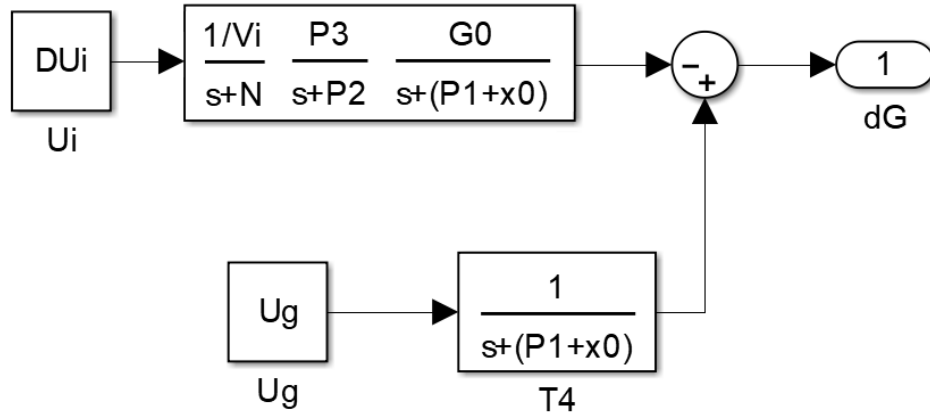 DUi
Ui
1/Vi P3 G0
s+N s+P2 s+(P1+x0)
− +
1
dG
Ug
Ug
1
s+(P1+x0)
T4